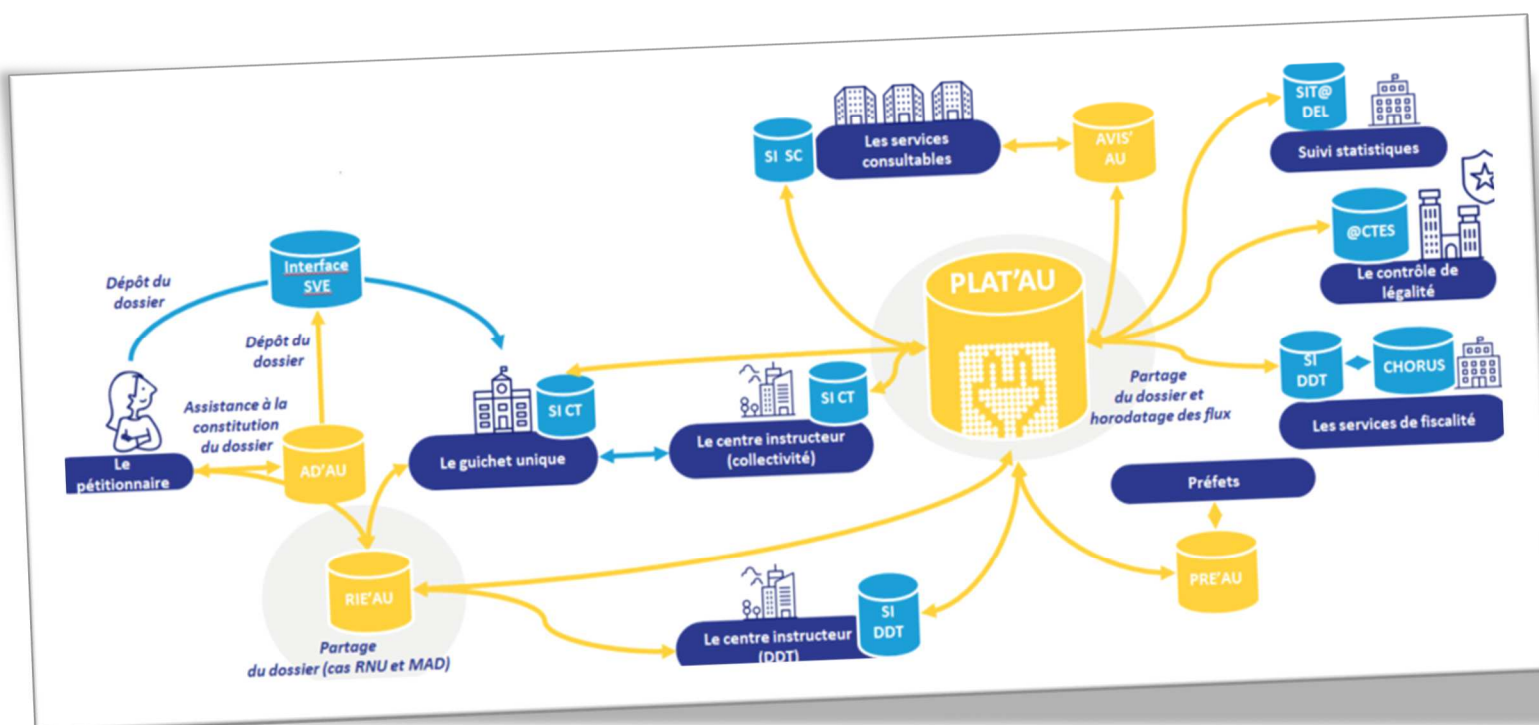 Dépôt du
dossier
Interface
SVE
Dépôt du
dossier
Assistance à la
constitution
du dossier
Le
pétitionnaire
AD'AU
RIE'AU
Partage
du dossier (cas RNU et MAD)
SI CT
Le guichet unique
SI CT
Le centre instructeur
(collectivité)
Le centre instructeur
(DDT)
SI
DDT
SI SC
Les services
consultables
AVIS'
AU
PLAT'AU
Partage
du dossier et
horodatage des flux
SIT@
DEL
Suivi statistiques
@CTES
Le contrôle de
légalité
SI
DDT
CHORUS
Les services de fiscalité
Préfets
PRE'AU